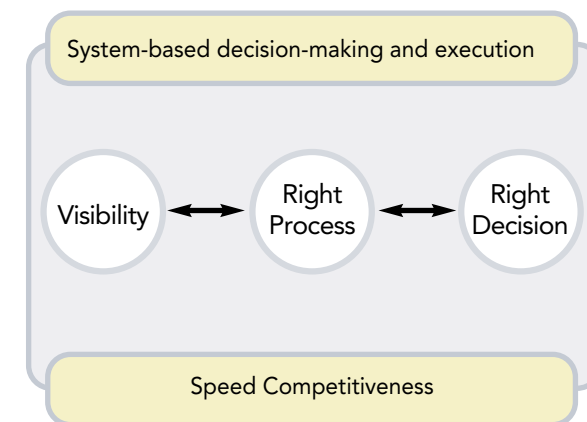 System-based decision-making and execution
Visibility
Right
Process
Right
Decision
Speed Competitiveness